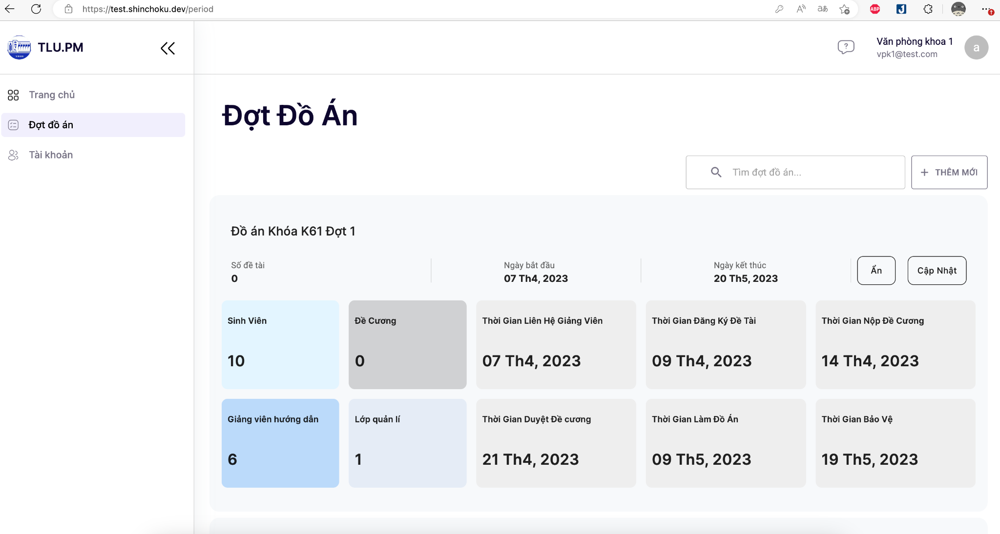 https://test.shinchoku.dev/period
ABP
TLU.PM
1959
?
Văn phòng khoa 1
vpk1@test.com
a
Trang chủ
Đợt đồ án
Tài khoản
Đợt Đồ Án
Tìm đợt đồ án...
+ THÊM MỚI
Đồ án Khóa K61 Đợt 1
Số đề tài
0
Ngày bắt đầu
07 Th4, 2023
Ngày kết thúc
20 Th5, 2023
Ẩn
Cập Nhật
Sinh Viên
10
Đề Cương
0
Thời Gian Liên Hệ Giảng Viên
07 Th4, 2023
Thời Gian Đăng Ký Đề Tài
09 Th4, 2023
Thời Gian Nộp Đề Cương
14 Th4, 2023
Giảng viên hướng dẫn
6
Lớp quản lí
1
Thời Gian Duyệt Đề cương
21 Th4, 2023
Thời Gian Làm Đồ Án
09 Th5, 2023
Thời Gian Bảo Vệ
19 Th5, 2023